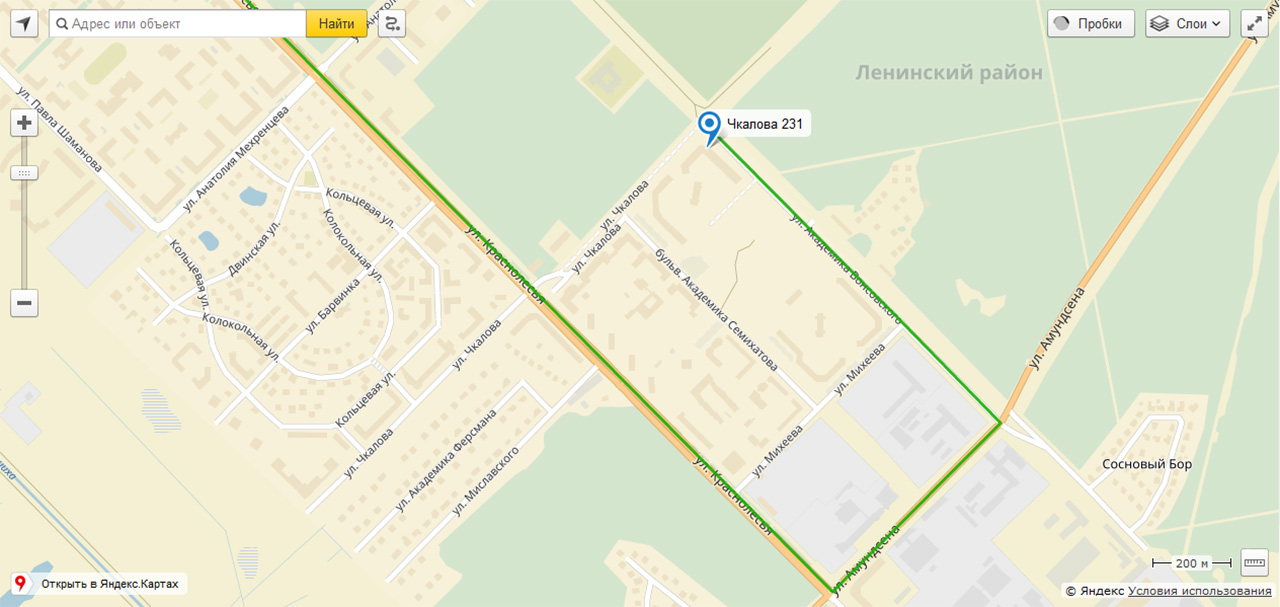 Адрес или объект
Найти
Пробки
Слои
Ленинский район
Чкалова 231
ул. Павла Шаманова
ул. Анатолия Мехренцева
ул. Чкалова
Кольцевая ул.
Колокольная ул.
Двинская ул.
ул. Академика Вонсовского
ул. Краснолесья
ул. Чкалова
бульв. Академика Семихатова
Кольцевая ул.
ул. Барвинка
Колокольная ул.
ул. Чкалова
ул. Амундсена
ул. Михеева
Кольцевая ул.
ул. Академика Ферсмана
ул. Чкалова
ул. Миславского
ул. Михеева
ул. Краснолесья
Сосновый Бор
ул. Амундсена
200 м
Открыть в Яндекс.Картах
© Яндекс Условия использования